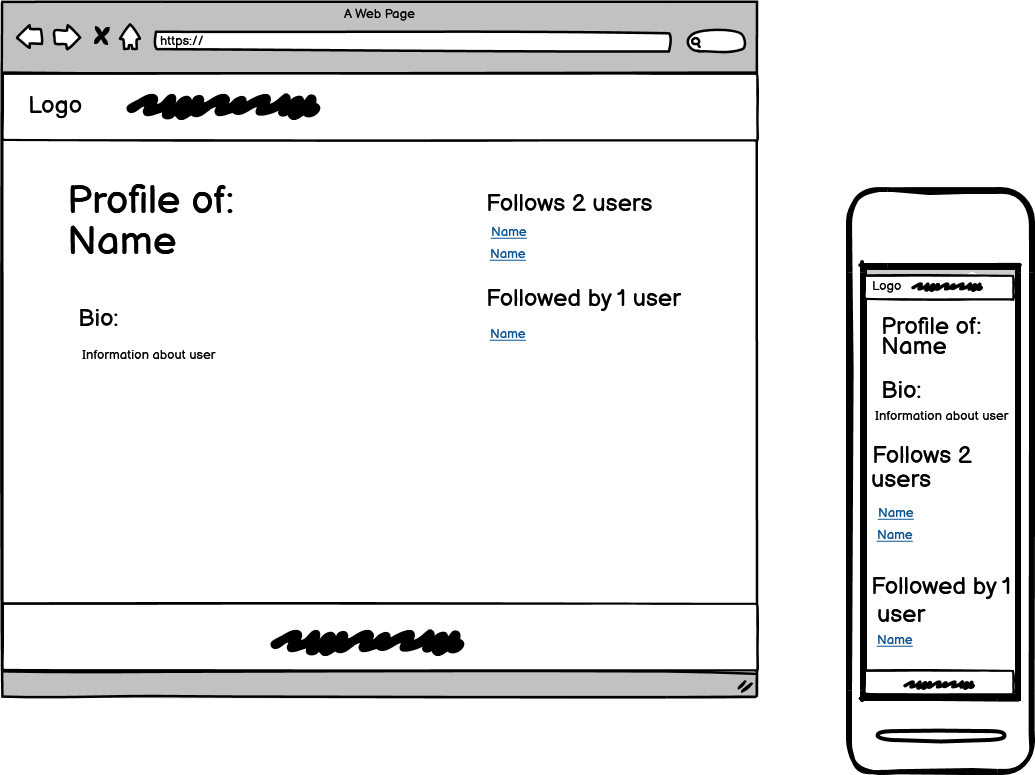 A Web Page
https://
Logo
Profile of:
Name
Bio:
Information about user
Follows 2 users
Name
Name
Followed by 1 user
Name
Logo
Profile of:
Name
Bio:
Information about user
Follows 2
users
Name
Name
Followed by 1
user
Name